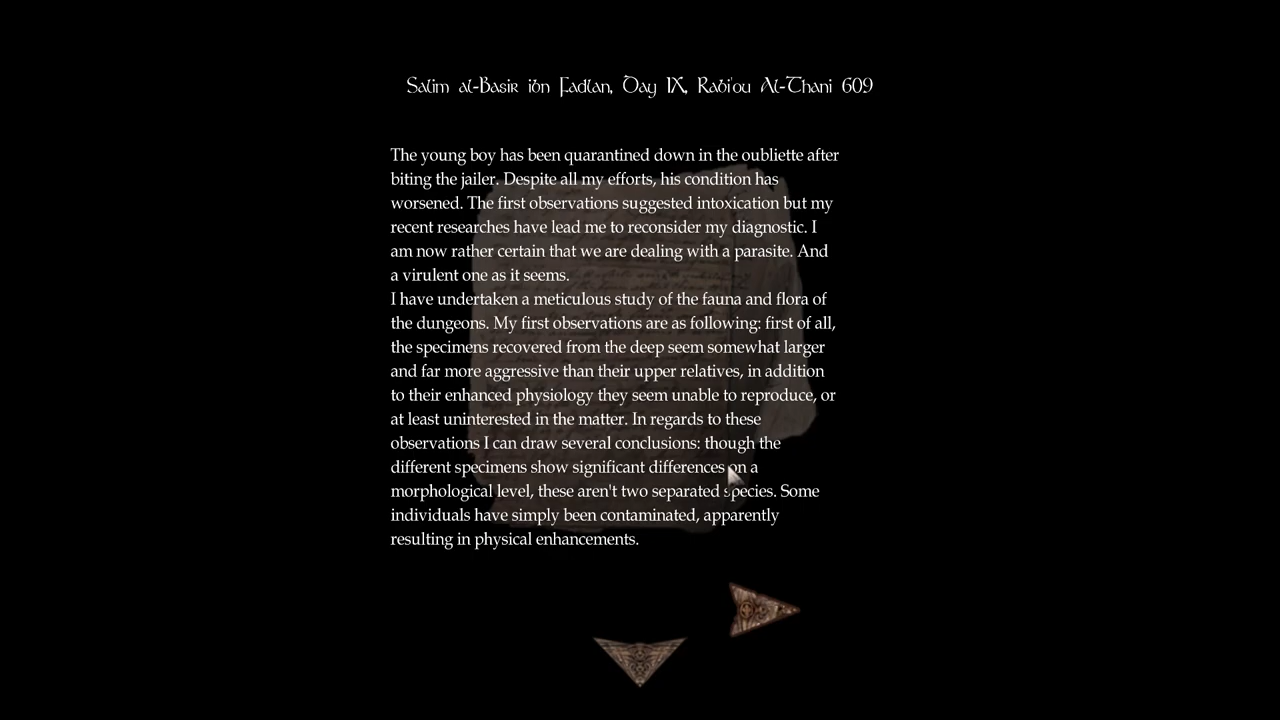 Salim al-Basir ibn Fadlan, Day IX, Rabi'ou Al-Thani 609
The young boy has been quarantined down in the oubliette after
biting the jailer. Despite all my efforts, his condition has
worsened. The first observations suggested intoxication but my
recent researches have lead me to reconsider my diagnostic. I
am now rather certain that we are dealing with a parasite. And
a virulent one as it seems.
I have undertaken a meticulous study of the fauna and flora of
the dungeons. My first observations are as following: first of all,
the specimens recovered from the deep seem somewhat larger
and far more aggressive than their upper relatives, in addition
to their enhanced physiology they seem unable to reproduce, or
at least uninterested in the matter. In regards to these
observations I can draw several conclusions: though the
different specimens show significant differences on a
morphological level, these aren't two separated species. Some
individuals have simply been contaminated, apparently
resulting in physical enhancements.